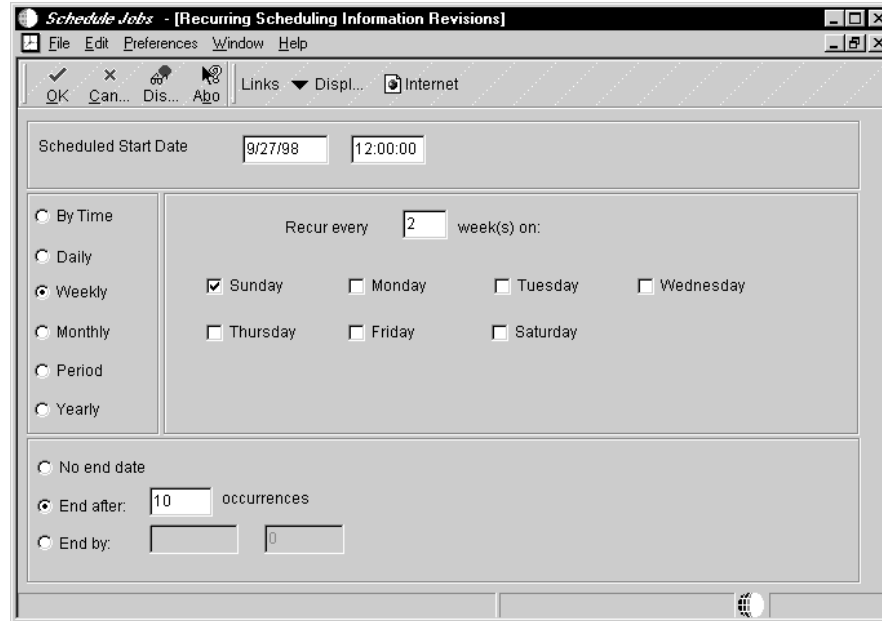 Schedule Jobs - [Recurring Scheduling Information Revisions]
File Edit Preferences Window Help
OK Can... Dis... Abo Links Displ... Internet
Scheduled Start Date 9/27/98 12:00:00
By Time
Recur every 2 week(s) on:
Daily
Weekly
Sunday Monday Tuesday Wednesday
Monthly
Thursday Friday Saturday
Period
Yearly
No end date
End after: 10 occurrences
End by: 0